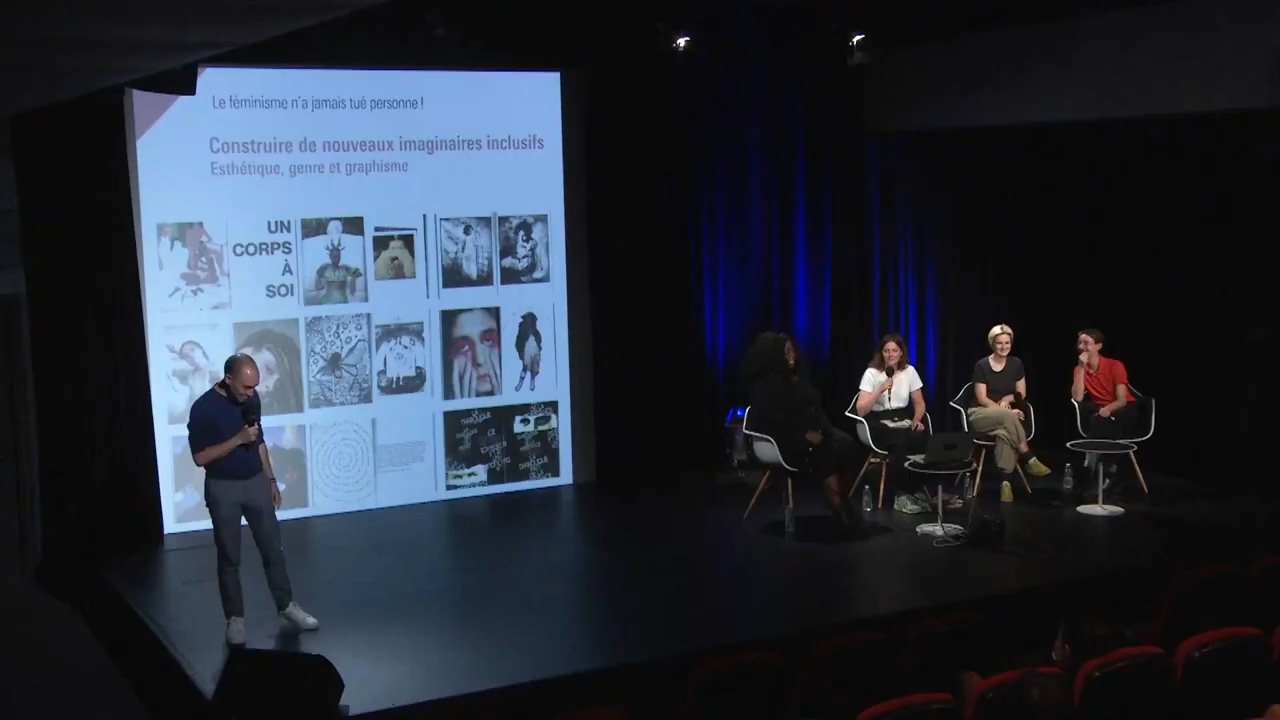 Le féminisme n'a jamais tué personne !
Construire de nouveaux imaginaires inclusifs
Esthétique, genre et graphisme
UN
CORPS
À
SOI